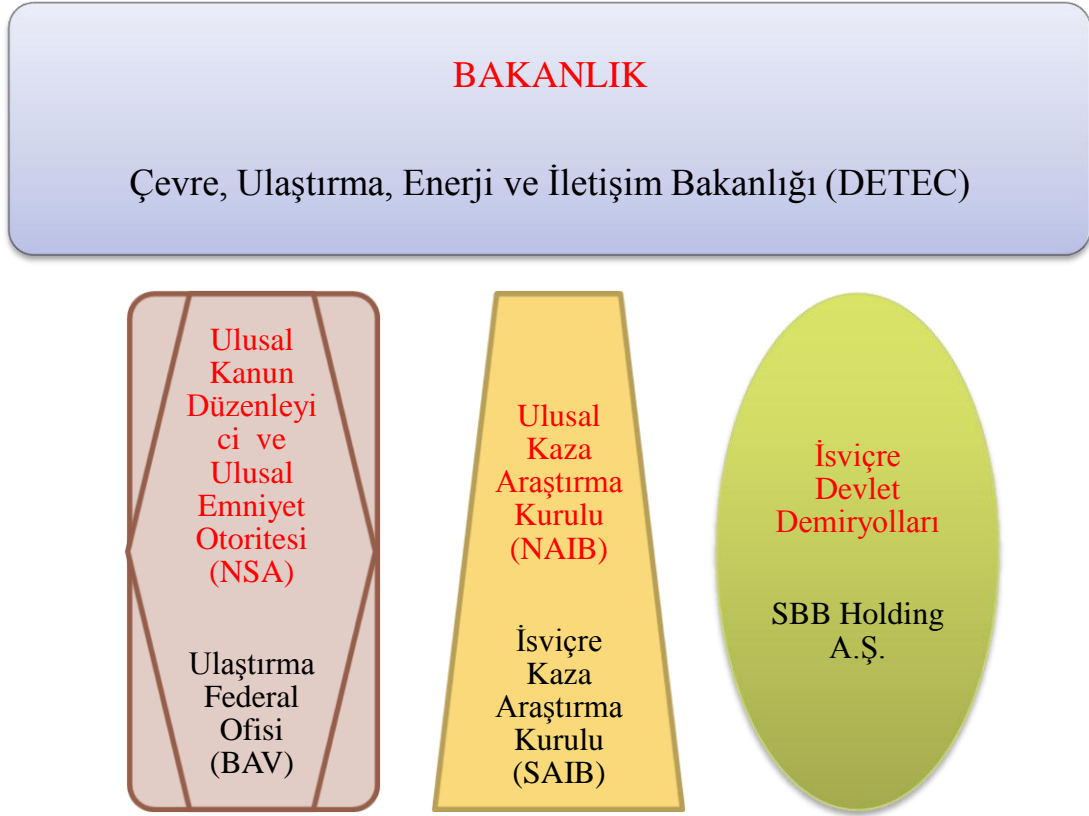 BAKANLIK
Çevre, Ulaştırma, Enerji ve İletişim Bakanlığı (DETEC)
Ulusal
Kanun
Düzenleyi
ci ve
Ulusal
Emniyet
Otoritesi
(NSA)
Ulaştırma
Federal
Ofisi
(BAV)
Ulusal
Kaza
Araştırma
Kurulu
(NAIB)
İsviçre
Kaza
Araştırma
Kurulu
(SAIB)
İsviçre
Devlet
Demiryolları
SBB Holding
A.Ş.